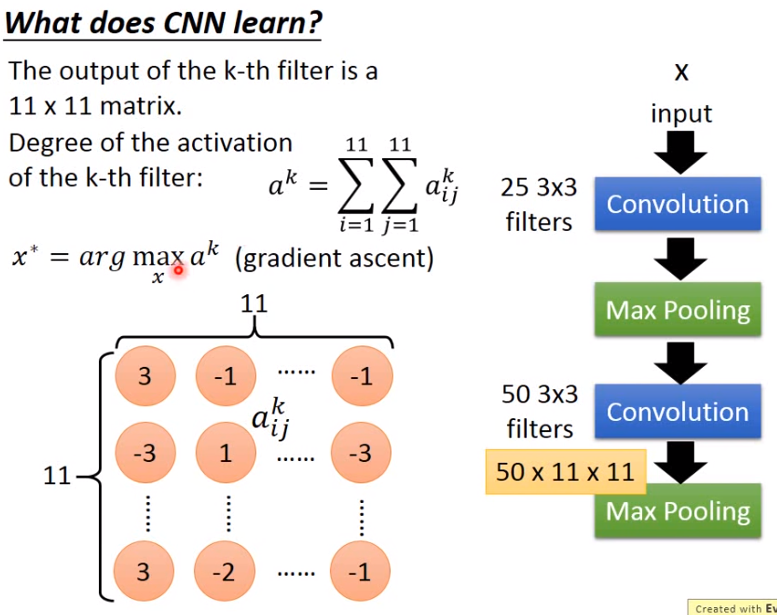 What does CNN learn?
The output of the k-th filter is a
11 x 11 matrix.
Degree of the activation
of the k-th filter:
a^k = ∑_{i=1}^{11} ∑_{j=1}^{11} a_{ij}^k
x* = arg max_x a^k (gradient ascent)
11
3 -1 ...... -1
a_{ij}^k
-3 1 ...... -3
11
3 -2 ...... -1
x
input
25 3x3
filters
Convolution
Max Pooling
50 3x3
filters
Convolution
50 x 11 x 11
Max Pooling
Created with Ev